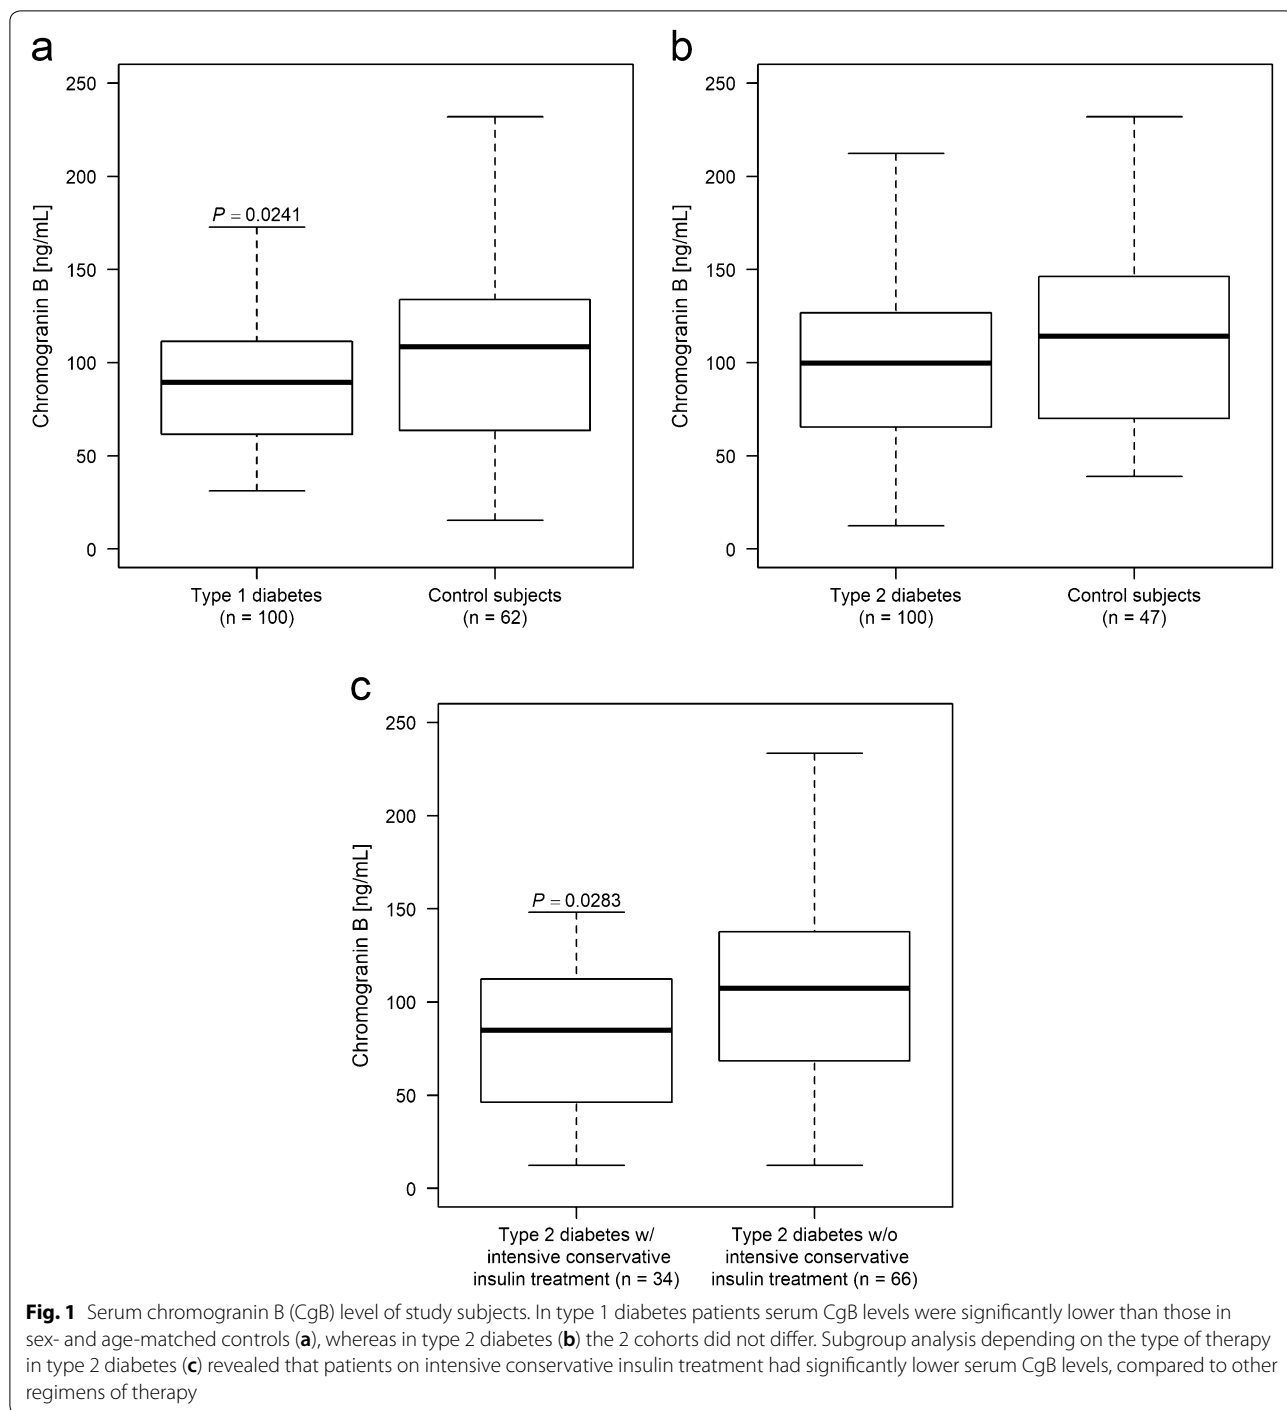 a
250
200
150
100
50
0
Chromogranin B [ng/mL]
P = 0.0241
Type 1 diabetes
(n = 100)
Control subjects
(n = 62)
b
250
200
150
100
50
0
Chromogranin B [ng/mL]
Type 2 diabetes
(n = 100)
Control subjects
(n = 47)
c
250
200
150
100
50
0
Chromogranin B [ng/mL]
P = 0.0283
Type 2 diabetes w/
intensive conservative
insulin treatment (n = 34)
Type 2 diabetes w/o
intensive conservative
insulin treatment (n = 66)
Fig. 1 Serum chromogranin B (CgB) level of study subjects. In type 1 diabetes patients serum CgB levels were significantly lower than those in
sex- and age-matched controls (a), whereas in type 2 diabetes (b) the 2 cohorts did not differ. Subgroup analysis depending on the type of therapy
in type 2 diabetes (c) revealed that patients on intensive conservative insulin treatment had significantly lower serum CgB levels, compared to other
regimens of therapy